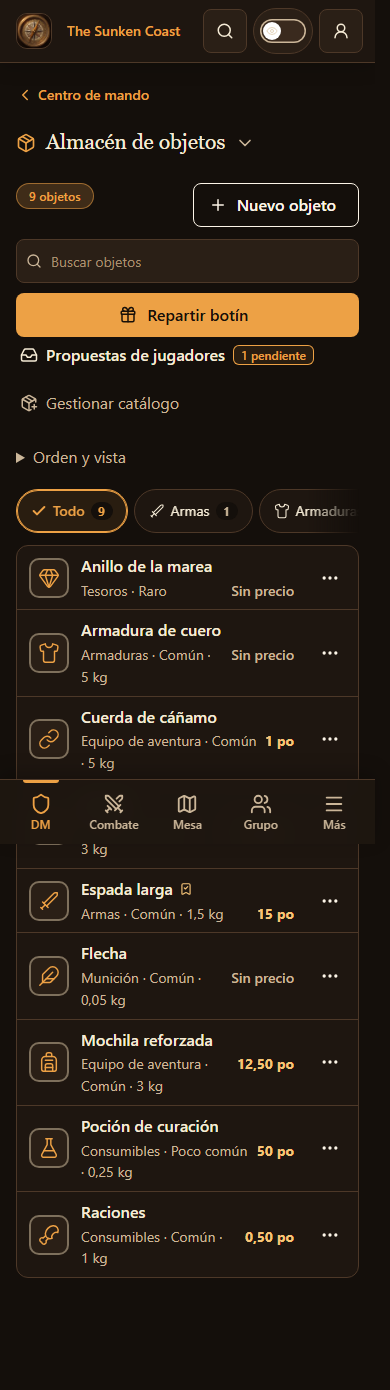 The Sunken Coast
Centro de mando
Almacén de objetos
9 objetos
Nuevo objeto
Buscar objetos
Repartir botín
Propuestas de jugadores 1 pendiente
Gestionar catálogo
Orden y vista
Todo 9 Armas 1 Armadura
Anillo de la marea
Tesoros · Raro Sin precio
Armadura de cuero
Armaduras · Común · Sin precio
5 kg
Cuerda de cáñamo
Equipo de aventura · Común 1 po
· 5 kg
DM Combate Mesa Grupo Más
3 kg
Espada larga
Armas · Común · 1,5 kg 15 po
Flecha
Munición · Común · Sin precio
0,05 kg
Mochila reforzada
Equipo de aventura · 12,50 po
Común · 3 kg
Poción de curación
Consumibles · Poco común 50 po
· 0,25 kg
Raciones
Consumibles · Común · 0,50 po
1 kg